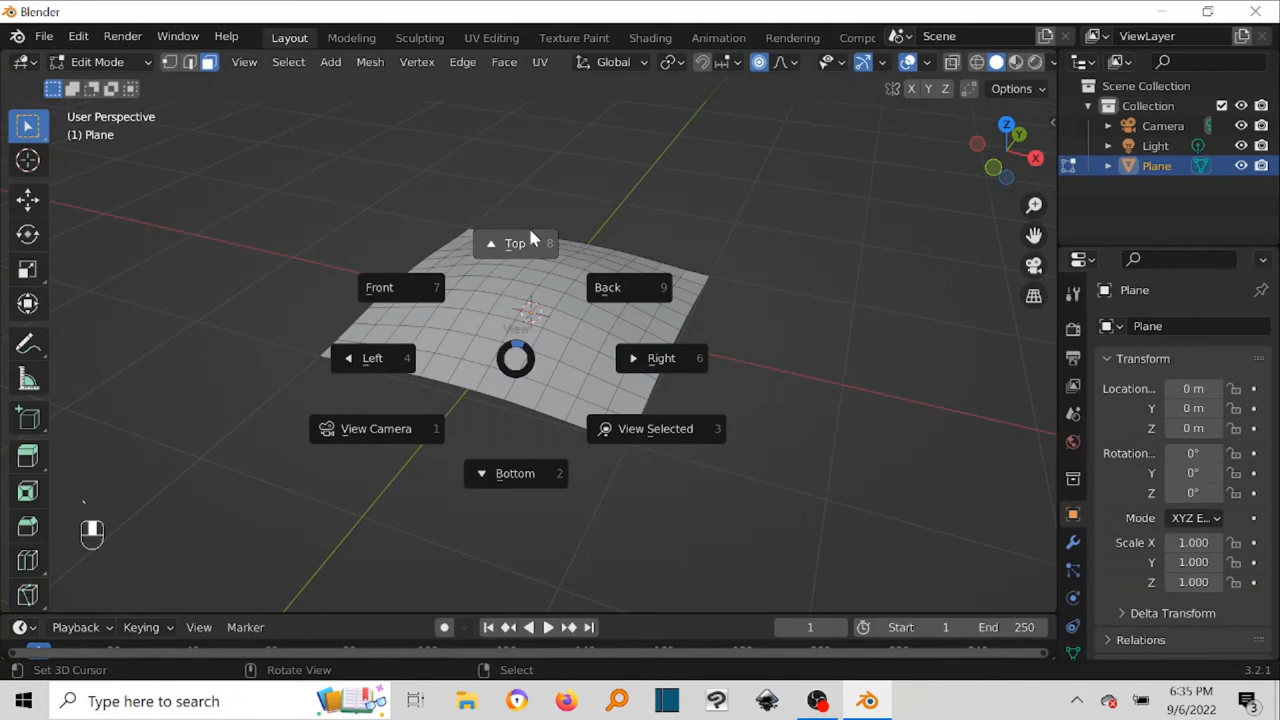 Blender
File Edit Render Window Help Layout Modeling Sculpting UV Editing Texture Paint Shading Animation Rendering Comp Scene ViewLayer
Edit Mode View Select Add Mesh Vertex Edge Face UV Global
X Y Z Options
User Perspective
(1) Plane
Z
Y
X
Scene Collection
Collection
Camera
Light
Plane
Top 8
Front 7
Back 9
View
Left 4
Right 6
View Camera 1
View Selected 3
Bottom 2
`
Plane
Plane
Transform
Locatio... 0 m
Y 0 m
Z 0 m
Rotatio... 0°
Y 0°
Z 0°
Mode XYZ E...
Scale X 1.000
Y 1.000
Z 1.000
Delta Transform
Relations
Playback Keying View Marker 1 Start 1 End 250
Set 3D Cursor Rotate View Select 3.2.1
Type here to search
6:35 PM
9/6/2022
3